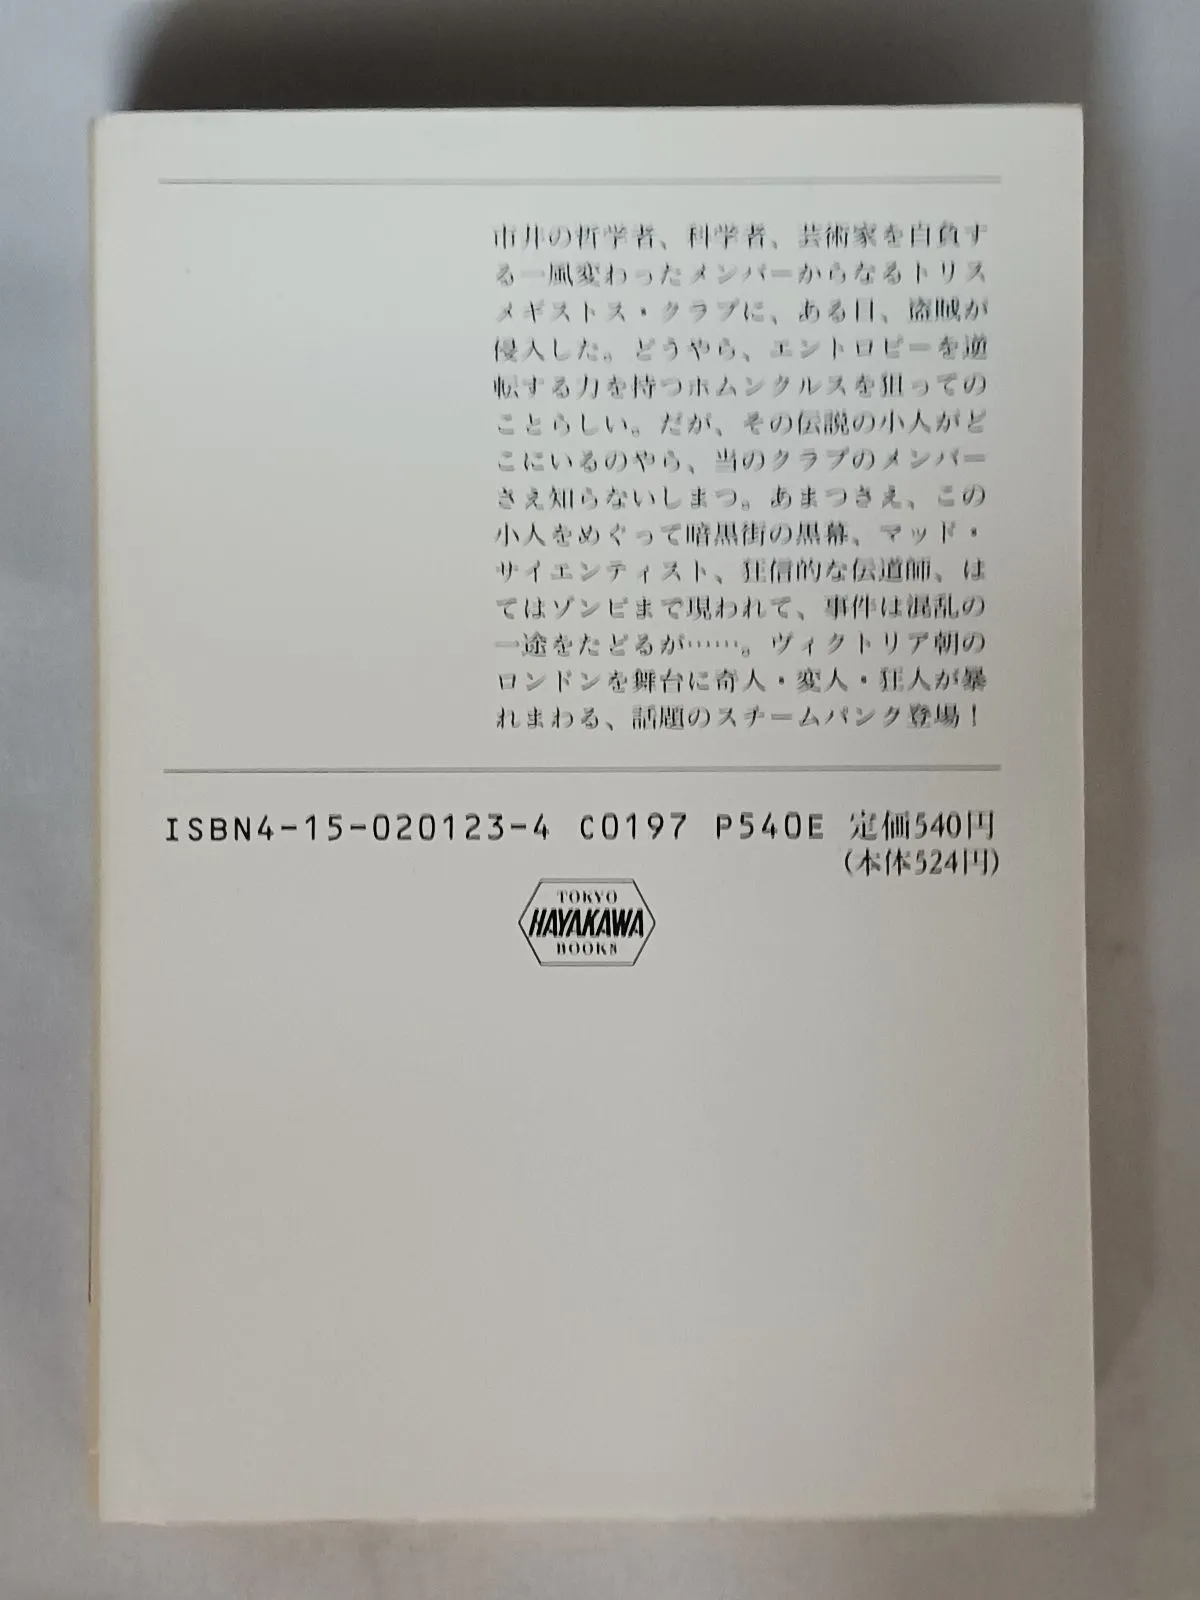 市井の哲学者、科学者、芸術家を自負す
る一風変わったメンバーからなるトリス
メギストス・クラブに、ある日、盗賊が
侵入した。どうやら、エントロピーを逆
転する力を持つホムンクルスを狙っての
ことらしい。だが、その伝説の小人がど
こにいるのやら、当のクラブのメンバー
さえ知らないしまつ。あまつさえ、この
小人をめぐって暗黒街の黒幕、マッド・
サイエンティスト、狂信的な伝道師、は
てはゾンビまで現われて、事件は混乱の
一途をたどるが……。ヴィクトリア朝の
ロンドンを舞台に奇人・変人・狂人が暴
れまわる、話題のスチームパンク登場！
ISBN4-15-020123-4 C0197 P540E 定価540円
(本体524円)
TOKYO
HAYAKAWA
BOOKS